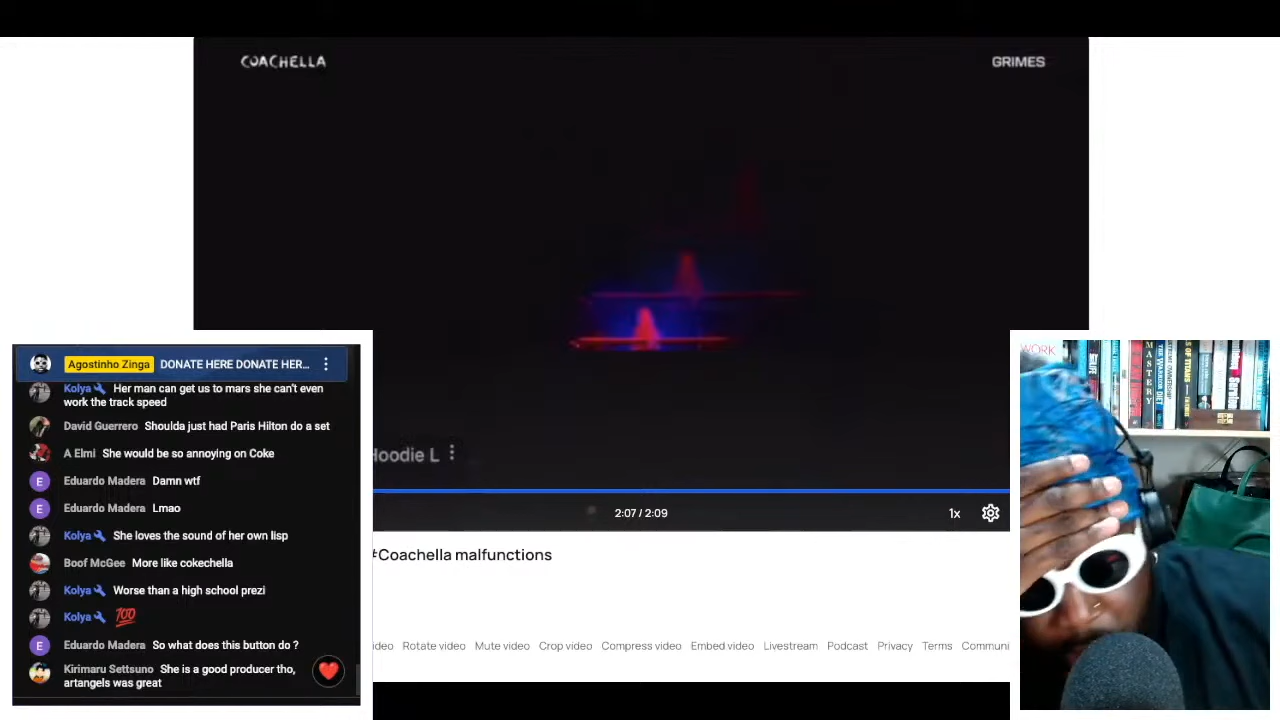 COACHELLA
GRIMES
Hoodie L
2:07 / 2:09
1x
#Coachella malfunctions
Rotate video Mute video Crop video Compress video Embed video Livestream Podcast Privacy Terms
Agostinho Zinga DONATE HERE DONATE HER...
Kolya Her man can get us to mars she can't even
work the track speed
David Guerrero Shoulda just had Paris Hilton do a set
A Elmi She would be so annoying on Coke
E Eduardo Madera Damn wtf
E Eduardo Madera Lmao
Kolya She loves the sound of her own lisp
Boof McGee More like cokechella
Kolya Worse than a high school prezi
Kolya 💯
E Eduardo Madera So what does this button do ?
Kirimaru Settsuno She is a good producer tho,
artangels was great
WORK
MASTERY
THE WARRIOR DIET